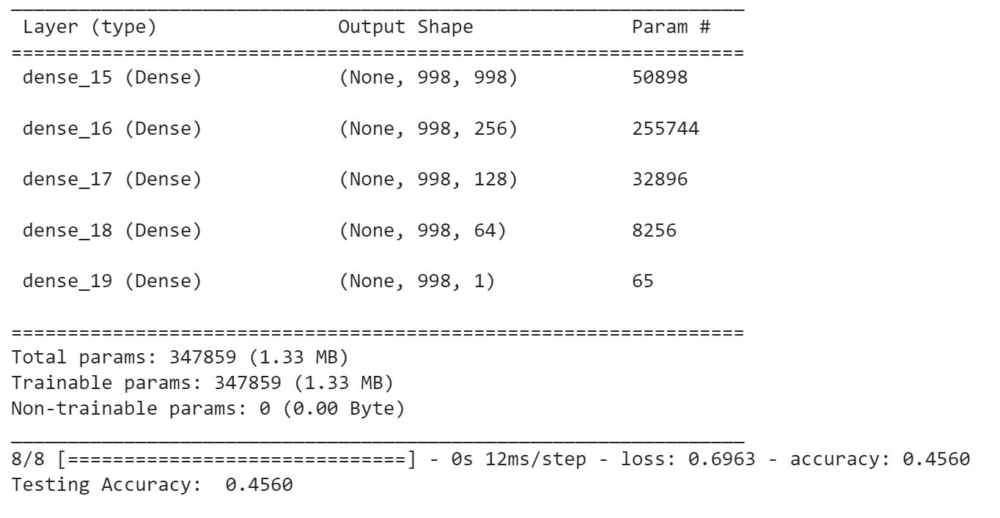 Layer (type) Output Shape Param #
=================================================================
dense_15 (Dense) (None, 998, 998) 50898
dense_16 (Dense) (None, 998, 256) 255744
dense_17 (Dense) (None, 998, 128) 32896
dense_18 (Dense) (None, 998, 64) 8256
dense_19 (Dense) (None, 998, 1) 65
=================================================================
Total params: 347859 (1.33 MB)
Trainable params: 347859 (1.33 MB)
Non-trainable params: 0 (0.00 Byte)
_________________________________________________________________
8/8 [==============================] - 0s 12ms/step - loss: 0.6963 - accuracy: 0.4560
Testing Accuracy:  0.4560